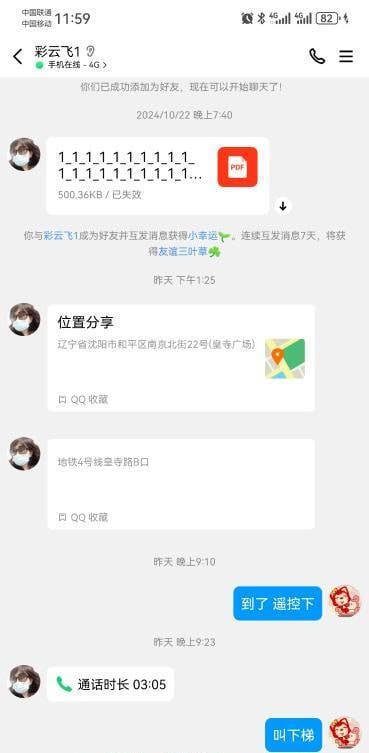 中国联通
中国移动
11:59
4G 4G 82
彩云飞1
手机在线 - 4G >
你们已成功添加为好友，现在可以开始聊天了！
2024/10/22 晚上7:40
1_1_1_1_1_1_1_1_1_1_
1_1_1_1_1_1_1_1_1_1...
PDF
500.36KB / 已失效
你与彩云飞1成为好友并互发消息获得小幸运。连续互发消息7天，将获
得友谊三叶草
昨天 下午1:25
位置分享
辽宁省沈阳市和平区南京北街22号(皇寺广场)
QQ 收藏
地铁4号线皇寺路B口
QQ 收藏
昨天 晚上9:10
到了 遥控下
昨天 晚上9:23
通话时长 03:05
叫下梯